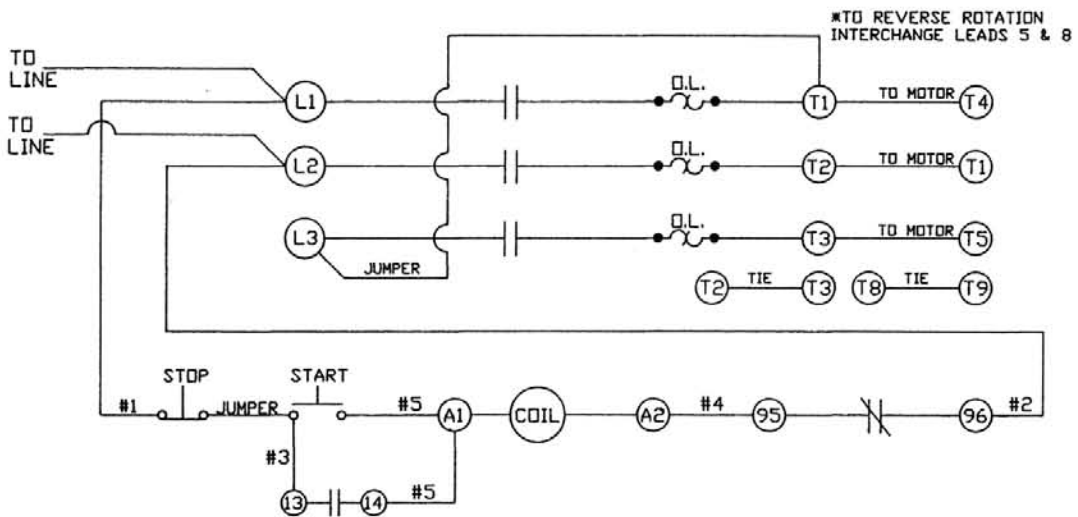 *TO REVERSE ROTATION
INTERCHANGE LEADS 5 & 8
TO
LINE
L1
O.L.
T1
TO MOTOR
T4
TO
LINE
L2
O.L.
T2
TO MOTOR
T1
L3
JUMPER
O.L.
T3
TO MOTOR
T5
T2
TIE
T3
T8
TIE
T9
STOP
START
#1
JUMPER
#5
A1
COIL
A2
#4
95
96
#2
#3
13
14
#5